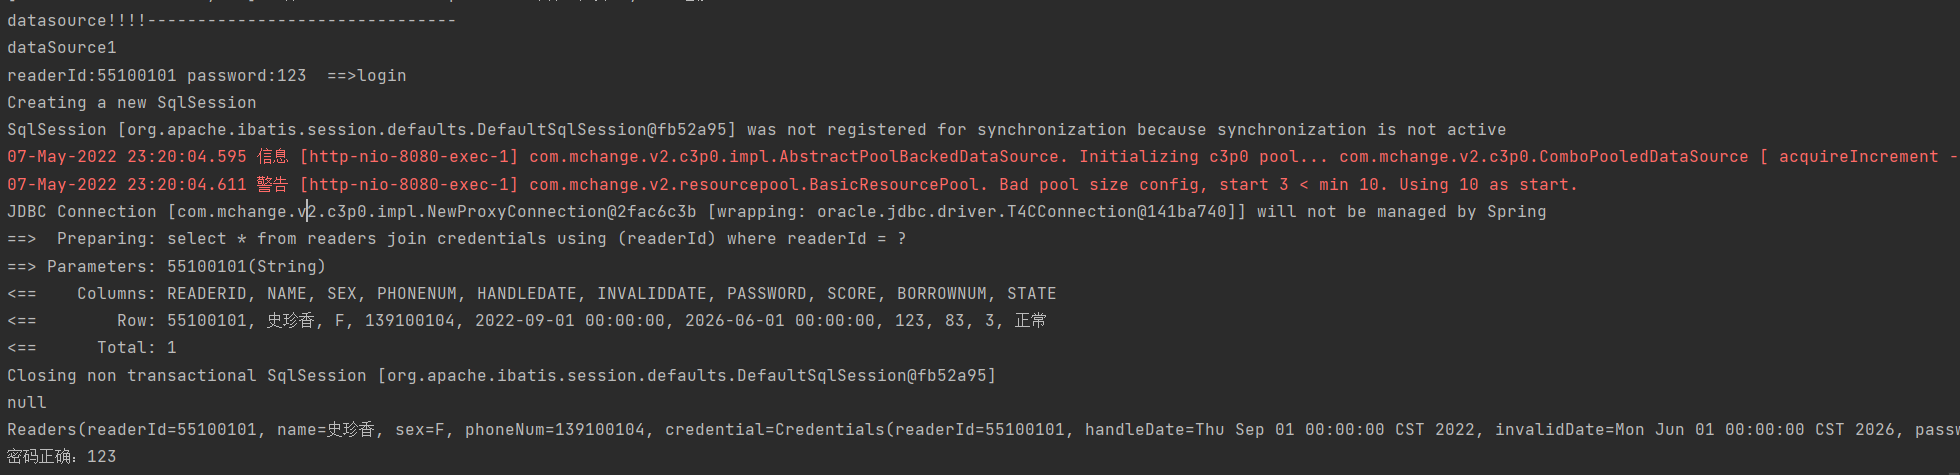 datasource!!!!-------------------------------
dataSource1
readerId:55100101 password:123  ==>login
Creating a new SqlSession
SqlSession [org.apache.ibatis.session.defaults.DefaultSqlSession@fb52a95] was not registered for synchronization because synchronization is not active
07-May-2022 23:20:04.595 信息 [http-nio-8080-exec-1] com.mchange.v2.c3p0.impl.AbstractPoolBackedDataSource. Initializing c3p0 pool... com.mchange.v2.c3p0.ComboPooledDataSource [ acquireIncrement -
07-May-2022 23:20:04.611 警告 [http-nio-8080-exec-1] com.mchange.v2.resourcepool.BasicResourcePool. Bad pool size config, start 3 < min 10. Using 10 as start.
JDBC Connection [com.mchange.v2.c3p0.impl.NewProxyConnection@2fac6c3b [wrapping: oracle.jdbc.driver.T4CConnection@141ba740]] will not be managed by Spring
==>  Preparing: select * from readers join credentials using (readerId) where readerId = ?
==> Parameters: 55100101(String)
<==    Columns: READERID, NAME, SEX, PHONENUM, HANDLEDATE, INVALIDDATE, PASSWORD, SCORE, BORROWNUM, STATE
<==        Row: 55100101, 史珍香, F, 139100104, 2022-09-01 00:00:00, 2026-06-01 00:00:00, 123, 83, 3, 正常
<==      Total: 1
Closing non transactional SqlSession [org.apache.ibatis.session.defaults.DefaultSqlSession@fb52a95]
null
Readers(readerId=55100101, name=史珍香, sex=F, phoneNum=139100104, credential=Credentials(readerId=55100101, handleDate=Thu Sep 01 00:00:00 CST 2022, invalidDate=Mon Jun 01 00:00:00 CST 2026, passw
密码正确：123